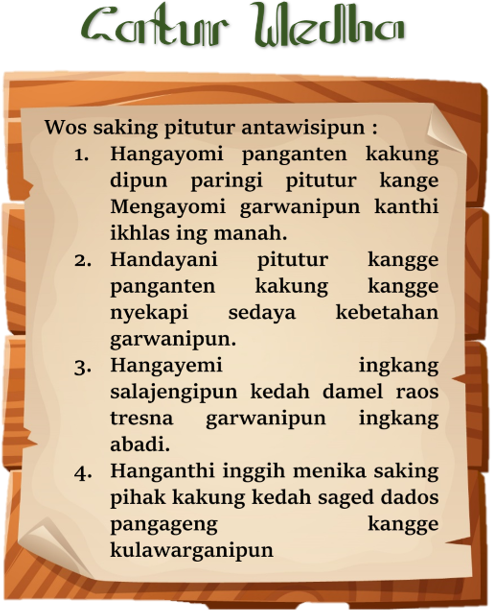 Catur Wedha
Wos saking pitutur antawisipun :
1. Hangayomi panganten kakung
dipun paringi pitutur kange
Mengayomi garwanipun kanthi
ikhlas ing manah.
2. Handayani pitutur kangge
panganten kakung kangge
nyekapi sedaya kebetahan
garwanipun.
3. Hangayemi ingkang
salajengipun kedah damel raos
tresna garwanipun ingkang
abadi.
4. Hanganthi inggih menika saking
pihak kakung kedah saged dados
pangageng kangge
kulawarganipun